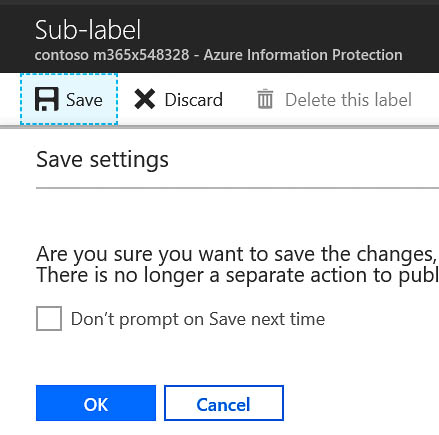 Sub-label
contoso m365x548328 - Azure Information Protection
Save Discard Delete this label
Save settings
Are you sure you want to save the changes,
There is no longer a separate action to publ
Don't prompt on Save next time
OK Cancel